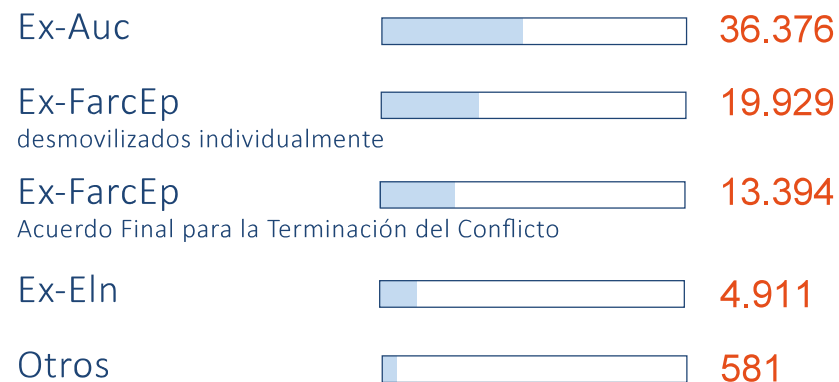 Ex-Auc 36.376
Ex-FarcEp 19.929
desmovilizados individualmente
Ex-FarcEp 13.394
Acuerdo Final para la Terminación del Conflicto
Ex-Eln 4.911
Otros 581